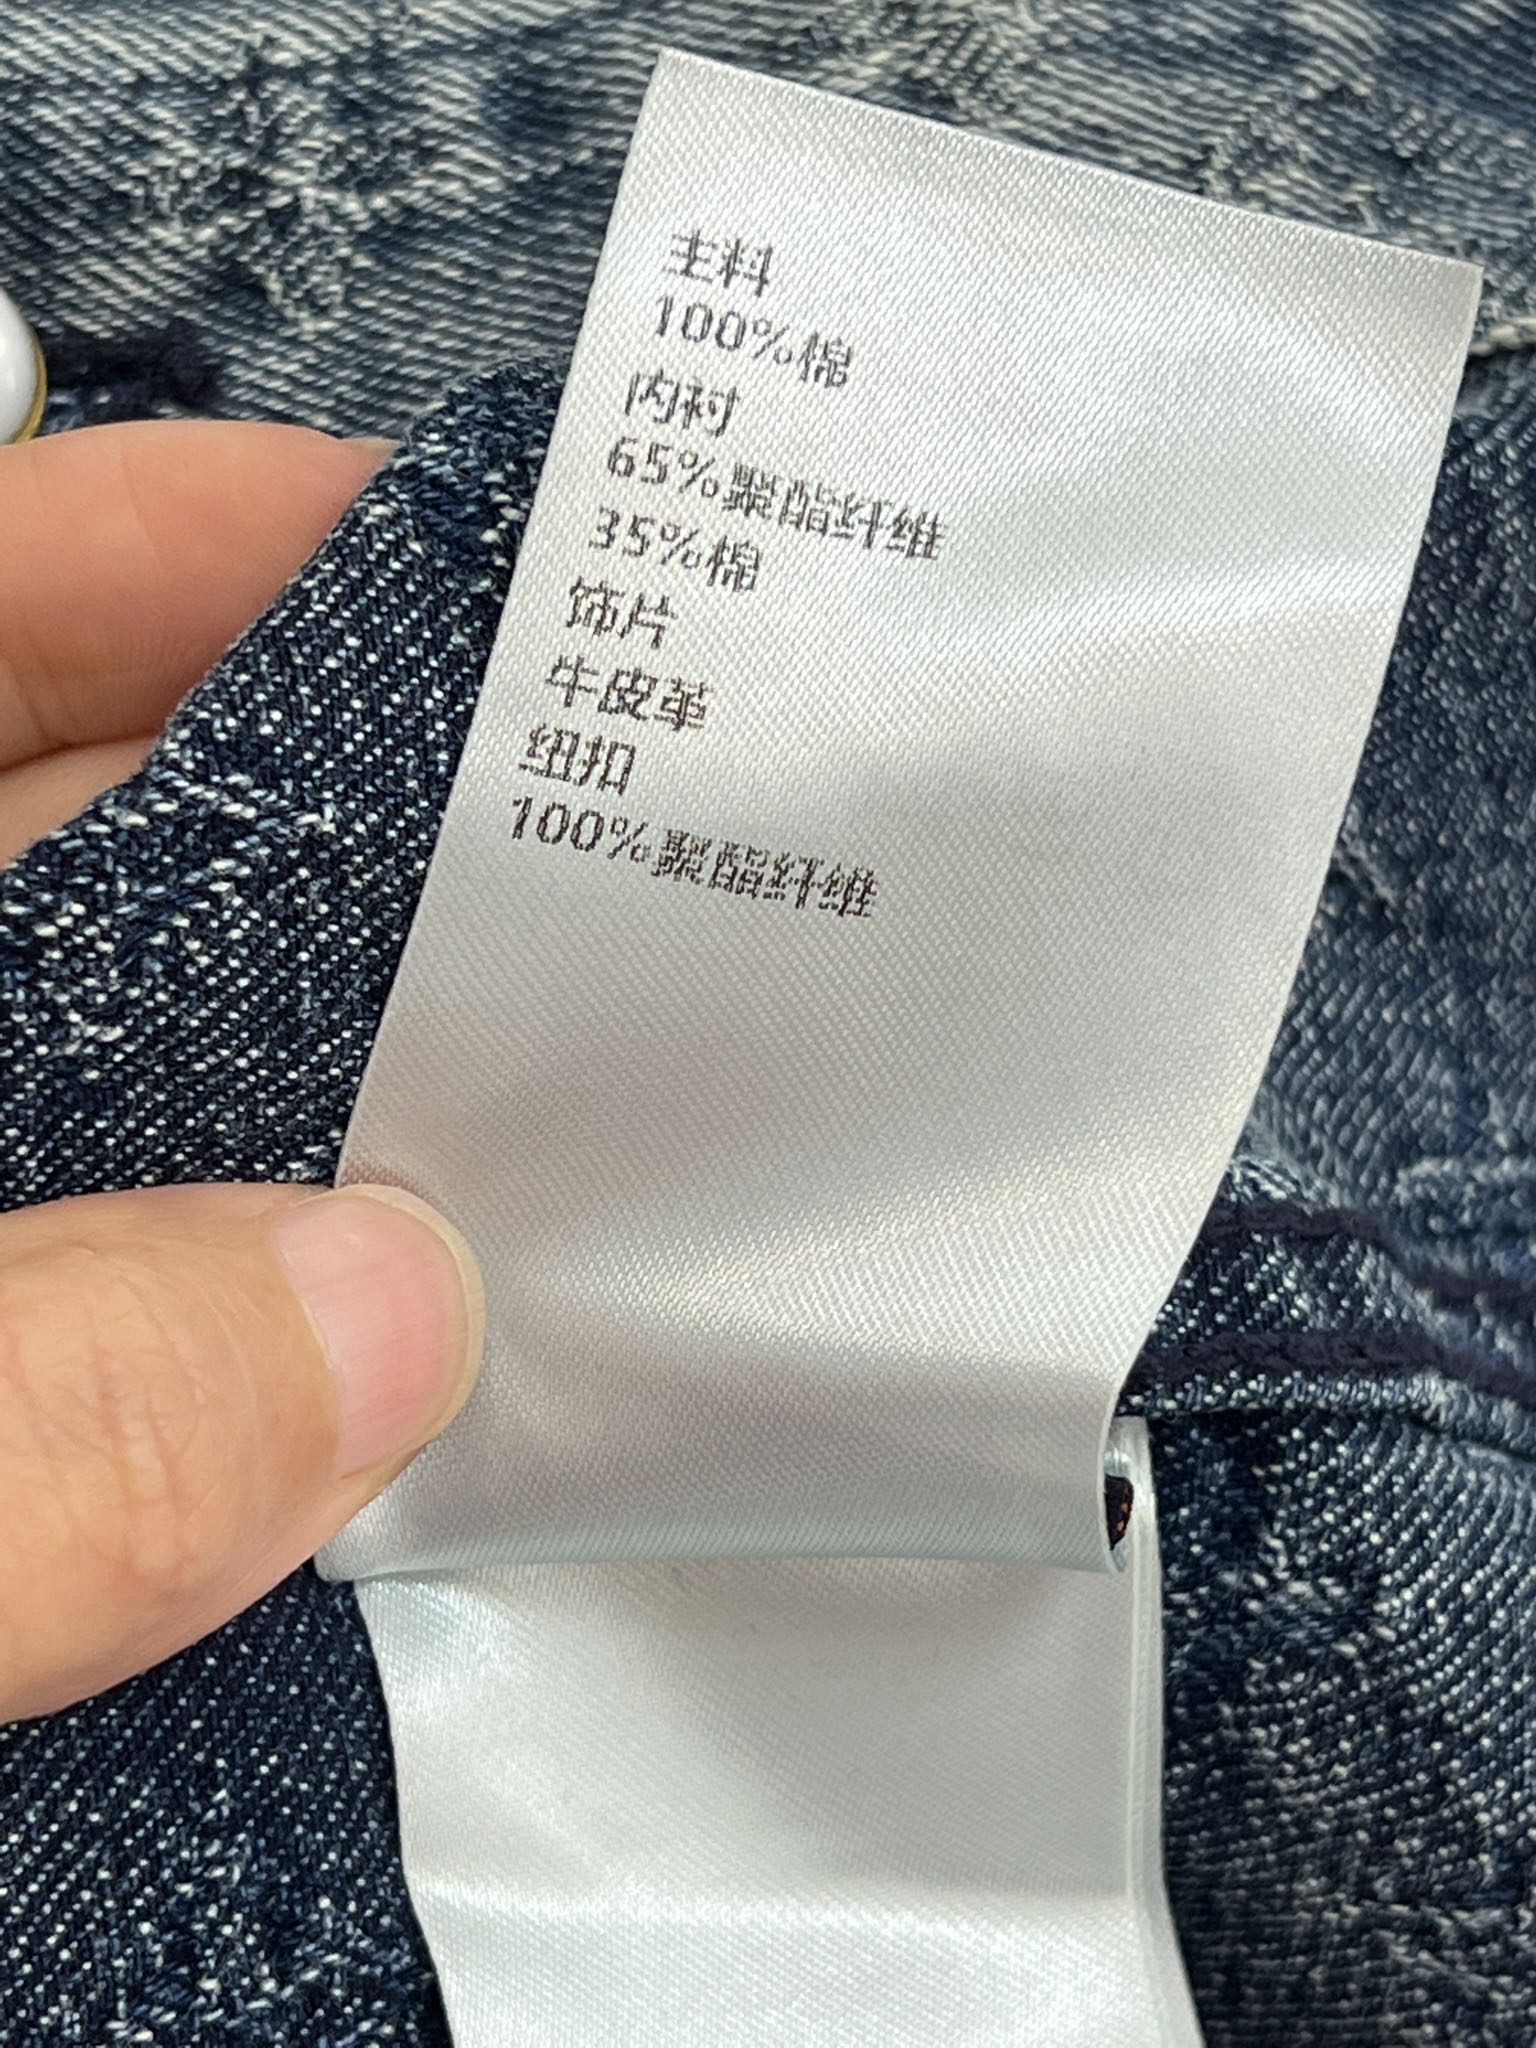 主料
100%棉
内衬
65%聚酯纤维
35%棉
饰片
牛皮革
纽扣
100%聚酯纤维